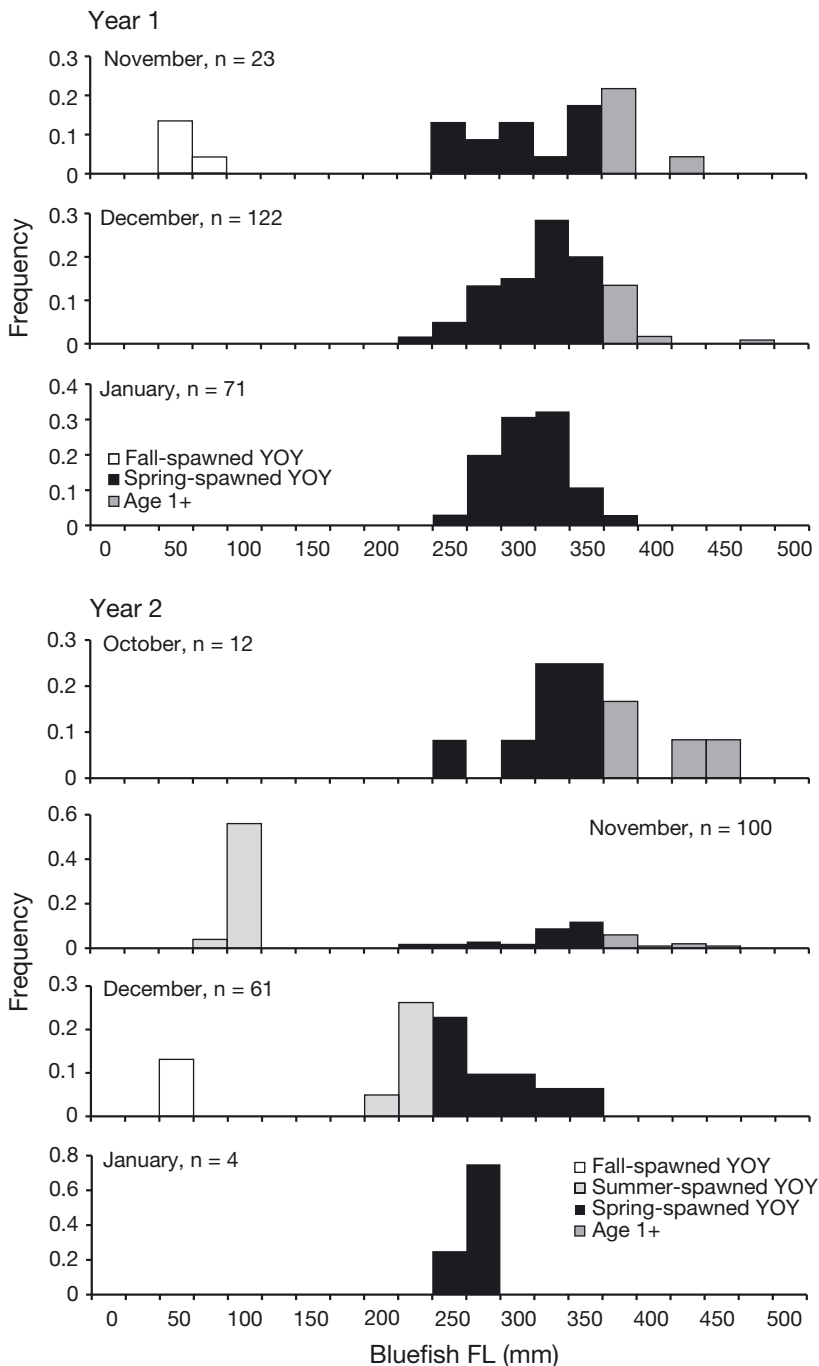 Year 1
November, n = 23
0.3
0.2
0.1
0
December, n = 122
0.3
0.2
0.1
0
Frequency
January, n = 71
0.4
0.3
0.2
0.1
0
Fall-spawned YOY
Spring-spawned YOY
Age 1+
0 50 100 150 200 250 300 350 400 450 500
Year 2
October, n = 12
0.3
0.2
0.1
0
November, n = 100
0.6
0.4
0.2
0
Frequency
December, n = 61
0.3
0.2
0.1
0
January, n = 4
0.8
0.6
0.4
0.2
0
Fall-spawned YOY
Summer-spawned YOY
Spring-spawned YOY
Age 1+
0 50 100 150 200 250 300 350 400 450 500
Bluefish FL (mm)